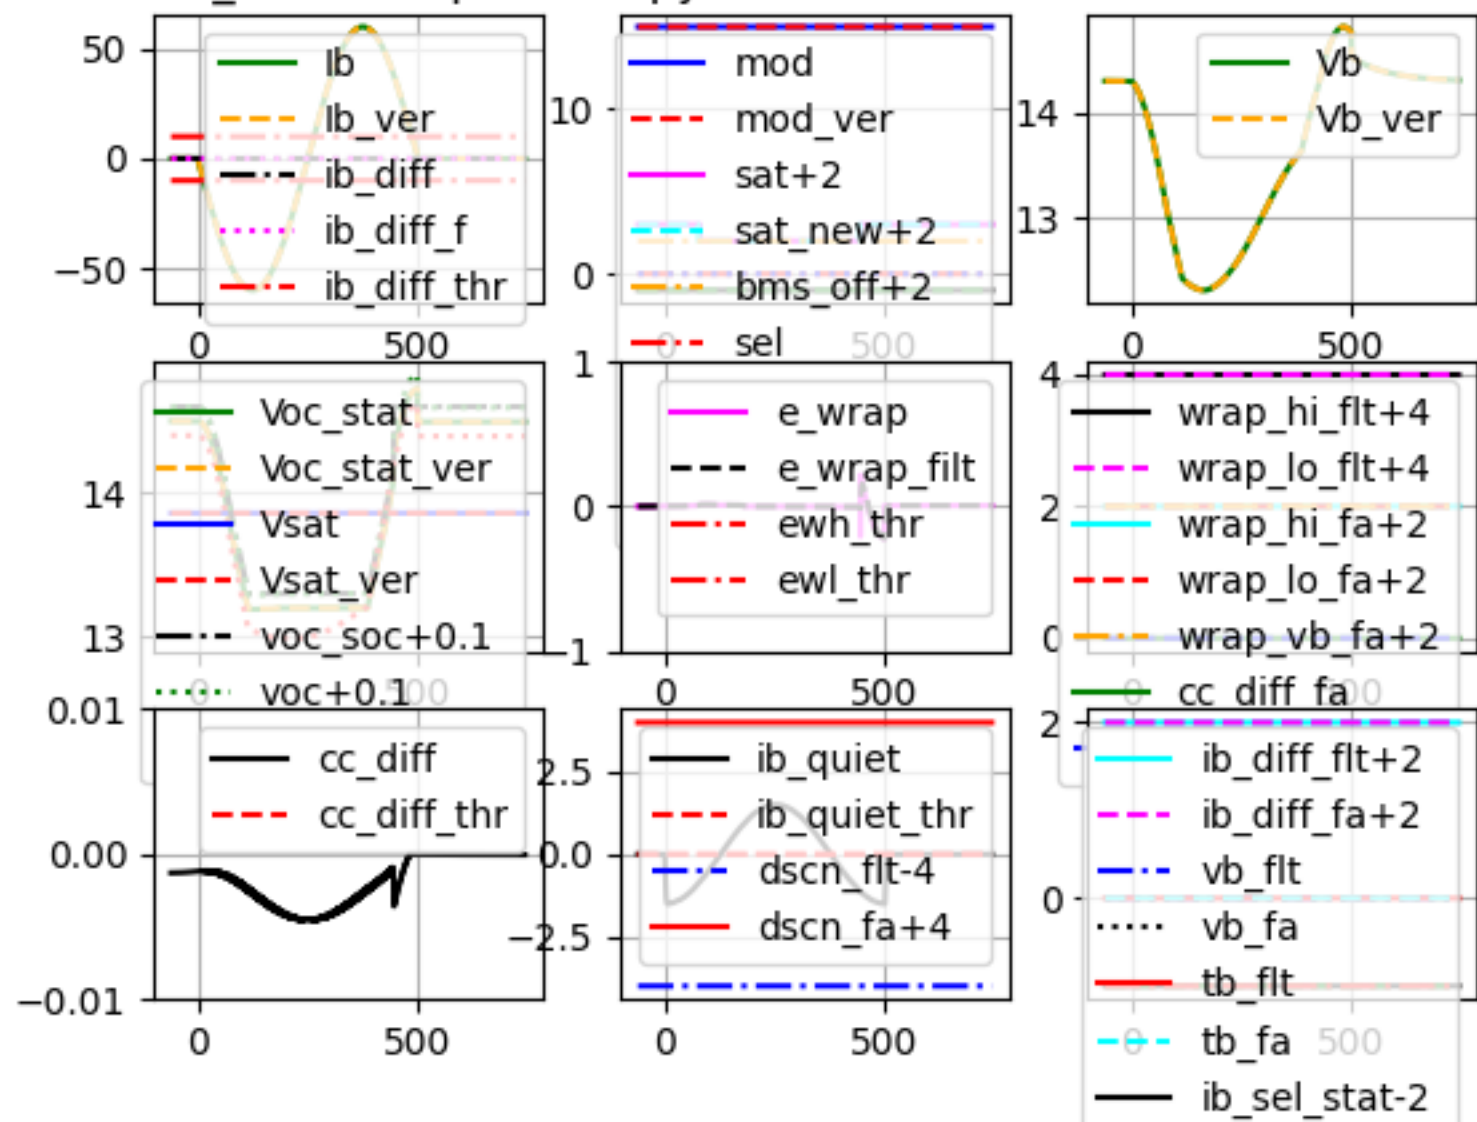 50
0
−50
0
500
Ib
Ib_ver
ib_diff
ib_diff_f
ib_diff_thr
10
0
0
500
mod
mod_ver
sat+2
sat_new+2
bms_off+2
sel
14
13
0
500
Vb
Vb_ver
14
13
0
500
Voc_stat
Voc_stat_ver
Vsat
Vsat_ver
voc_soc+0.1
voc+0.1
1
0
−1
0
500
e_wrap
e_wrap_filt
ewh_thr
ewl_thr
4
2
0
0
500
wrap_hi_flt+4
wrap_lo_flt+4
wrap_hi_fa+2
wrap_lo_fa+2
wrap_vb_fa+2
cc_diff_fa
0.01
0.00
−0.01
0
500
cc_diff
cc_diff_thr
2.5
0.0
−2.5
0
500
ib_quiet
ib_quiet_thr
dscn_flt-4
dscn_fa+4
2
0
0
500
ib_diff_flt+2
ib_diff_fa+2
vb_flt
vb_fa
tb_flt
tb_fa
ib_sel_stat-2